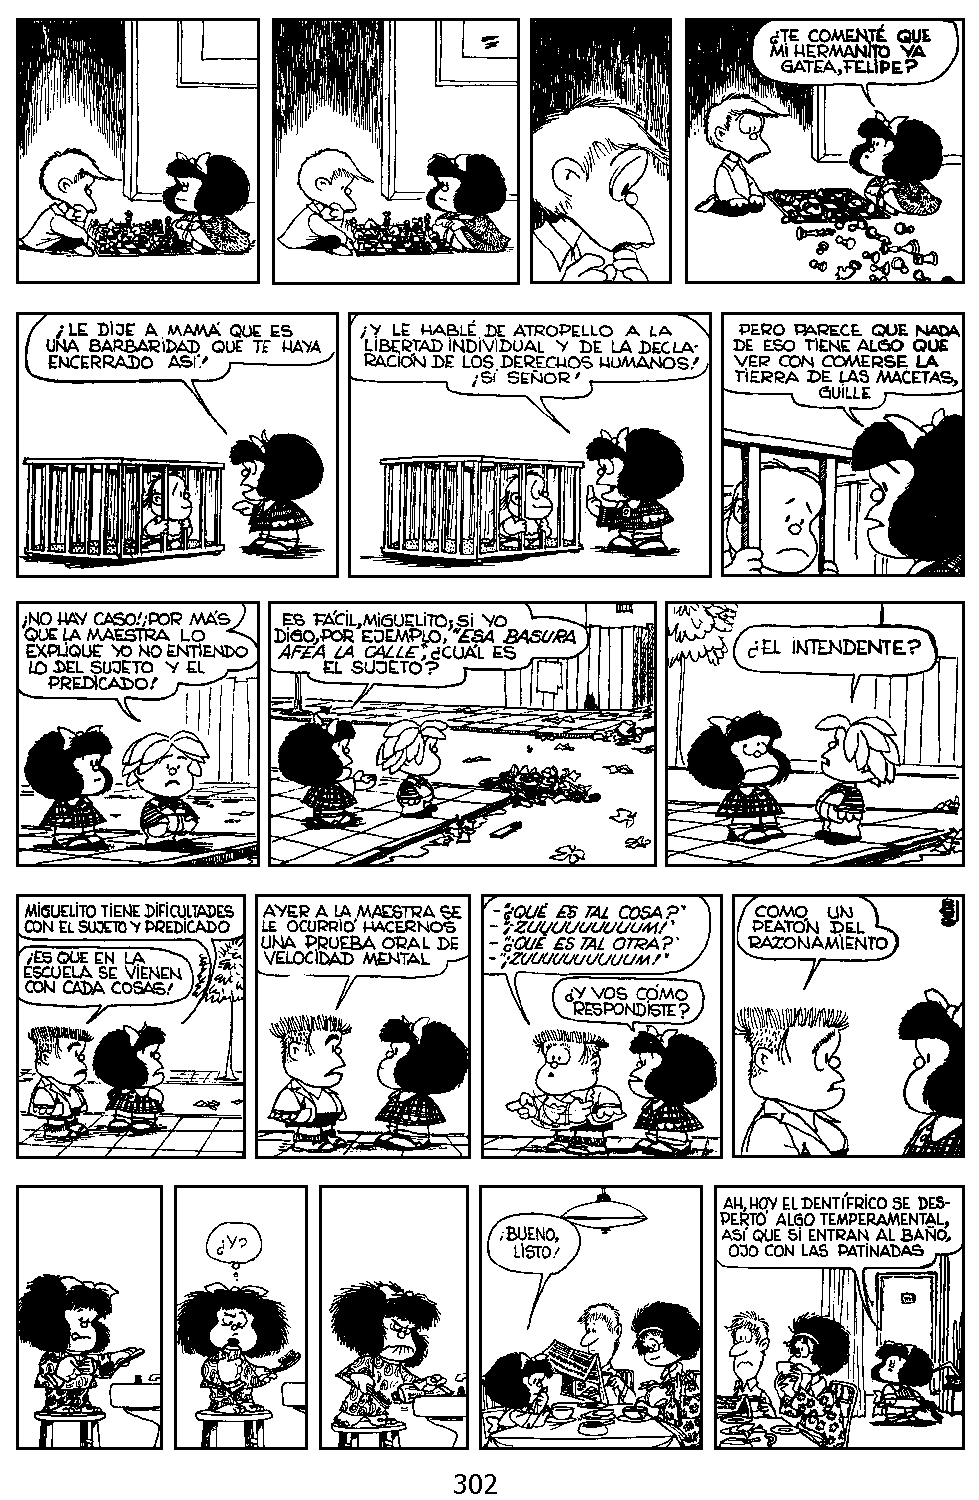 ¿TE COMENTÉ QUE
MI HERMANITO YA
GATEA, FELIPE?
¡LE DIJE A MAMÁ QUE ES
UNA BARBARIDAD QUE TE HAYA
ENCERRADO ASÍ!
¡Y LE HABLÉ DE ATROPELLO A LA
LIBERTAD INDIVIDUAL Y DE LA DECLA-
RACIÓN DE LOS DERECHOS HUMANOS!
¡SÍ SEÑOR!
PERO PARECE QUE NADA
DE ESO TIENE ALGO QUE
VER CON COMERSE LA
TIERRA DE LAS MACETAS,
GUILLE
¡NO HAY CASO!¡POR MÁS
QUE LA MAESTRA LO
EXPLIQUE YO NO ENTIENDO
LO DEL SUJETO Y EL
PREDICADO!
ES FÁCIL, MIGUELITO; SI YO
DIGO, POR EJEMPLO, "ESA BASURA
AFEA LA CALLE", ¿CUÁL ES
EL SUJETO?
¿EL INTENDENTE?
MIGUELITO TIENE DIFICULTADES
CON EL SUJETO Y PREDICADO
¡ES QUE EN LA
ESCUELA SE VIENEN
CON CADA COSAS!
AYER A LA MAESTRA SE
LE OCURRIÓ HACERNOS
UNA PRUEBA ORAL DE
VELOCIDAD MENTAL
-"¿QUÉ ES TAL COSA?"
-"¡ZUUUUUUUUUM!"
-"¿QUÉ ES TAL OTRA?"
-"¡ZUUUUUUUUUM!"
¿Y VOS CÓMO
RESPONDISTE?
COMO UN
PEATÓN DEL
RAZONAMIENTO
¿Y?
¡BUENO,
LISTO!
AH, HOY EL DENTÍFRICO SE DES-
PERTÓ ALGO TEMPERAMENTAL,
ASÍ QUE SI ENTRAN AL BAÑO,
OJO CON LAS PATINADAS
302